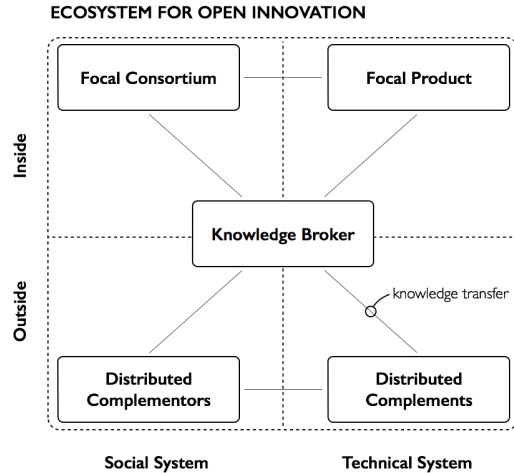 ECOSYSTEM FOR OPEN INNOVATION
Focal Consortium
Focal Product
Inside
Knowledge Broker
knowledge transfer
Outside
Distributed
Complementors
Distributed
Complements
Social System
Technical System